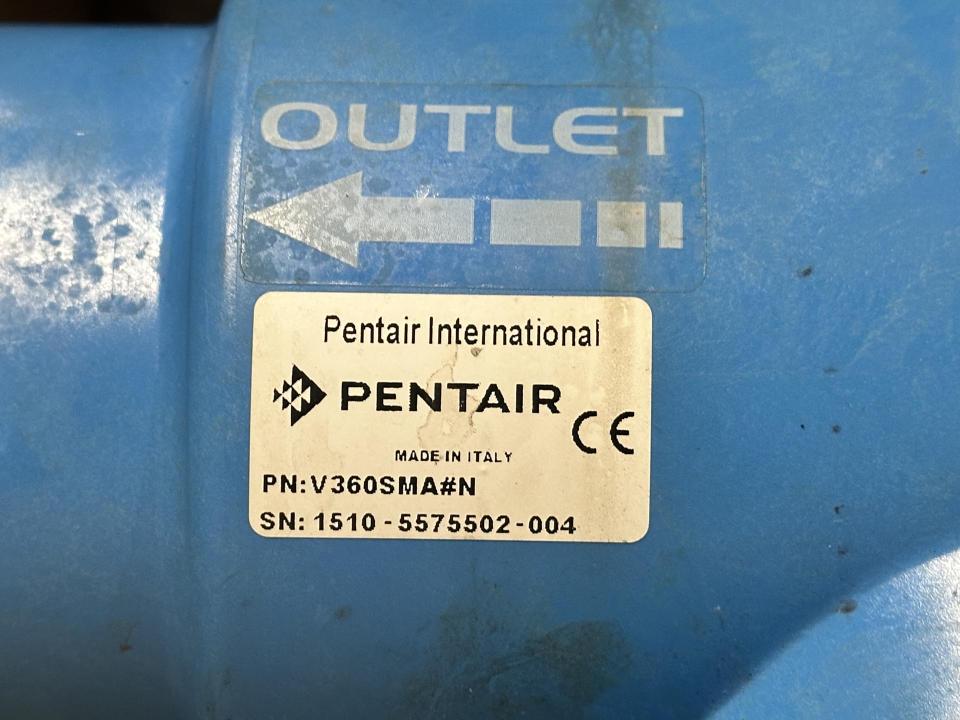 OUTLET
Pentair International
PENTAIR
CE
MADE IN ITALY
PN:V360SMA#N
SN: 1510-5575502-004